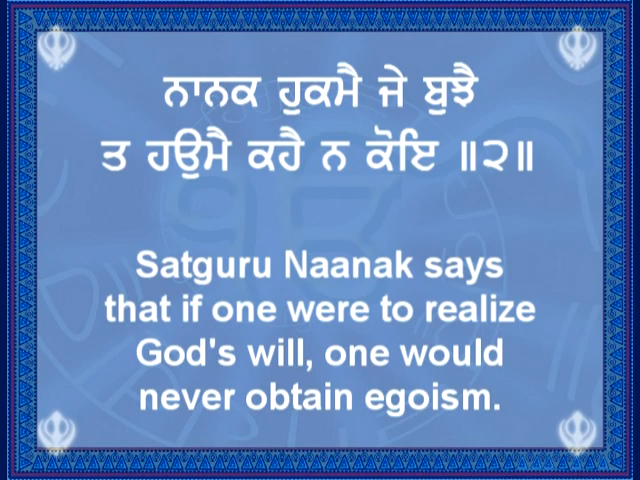 ਨਾਨਕ ਹੁਕਮੈ ਜੇ ਬੁਝੈ
ਤ ਹਉਮੈ ਕਹੈ ਨ ਕੋਇ ॥੨॥
Satguru Naanak says
that if one were to realize
God's will, one would
never obtain egoism.